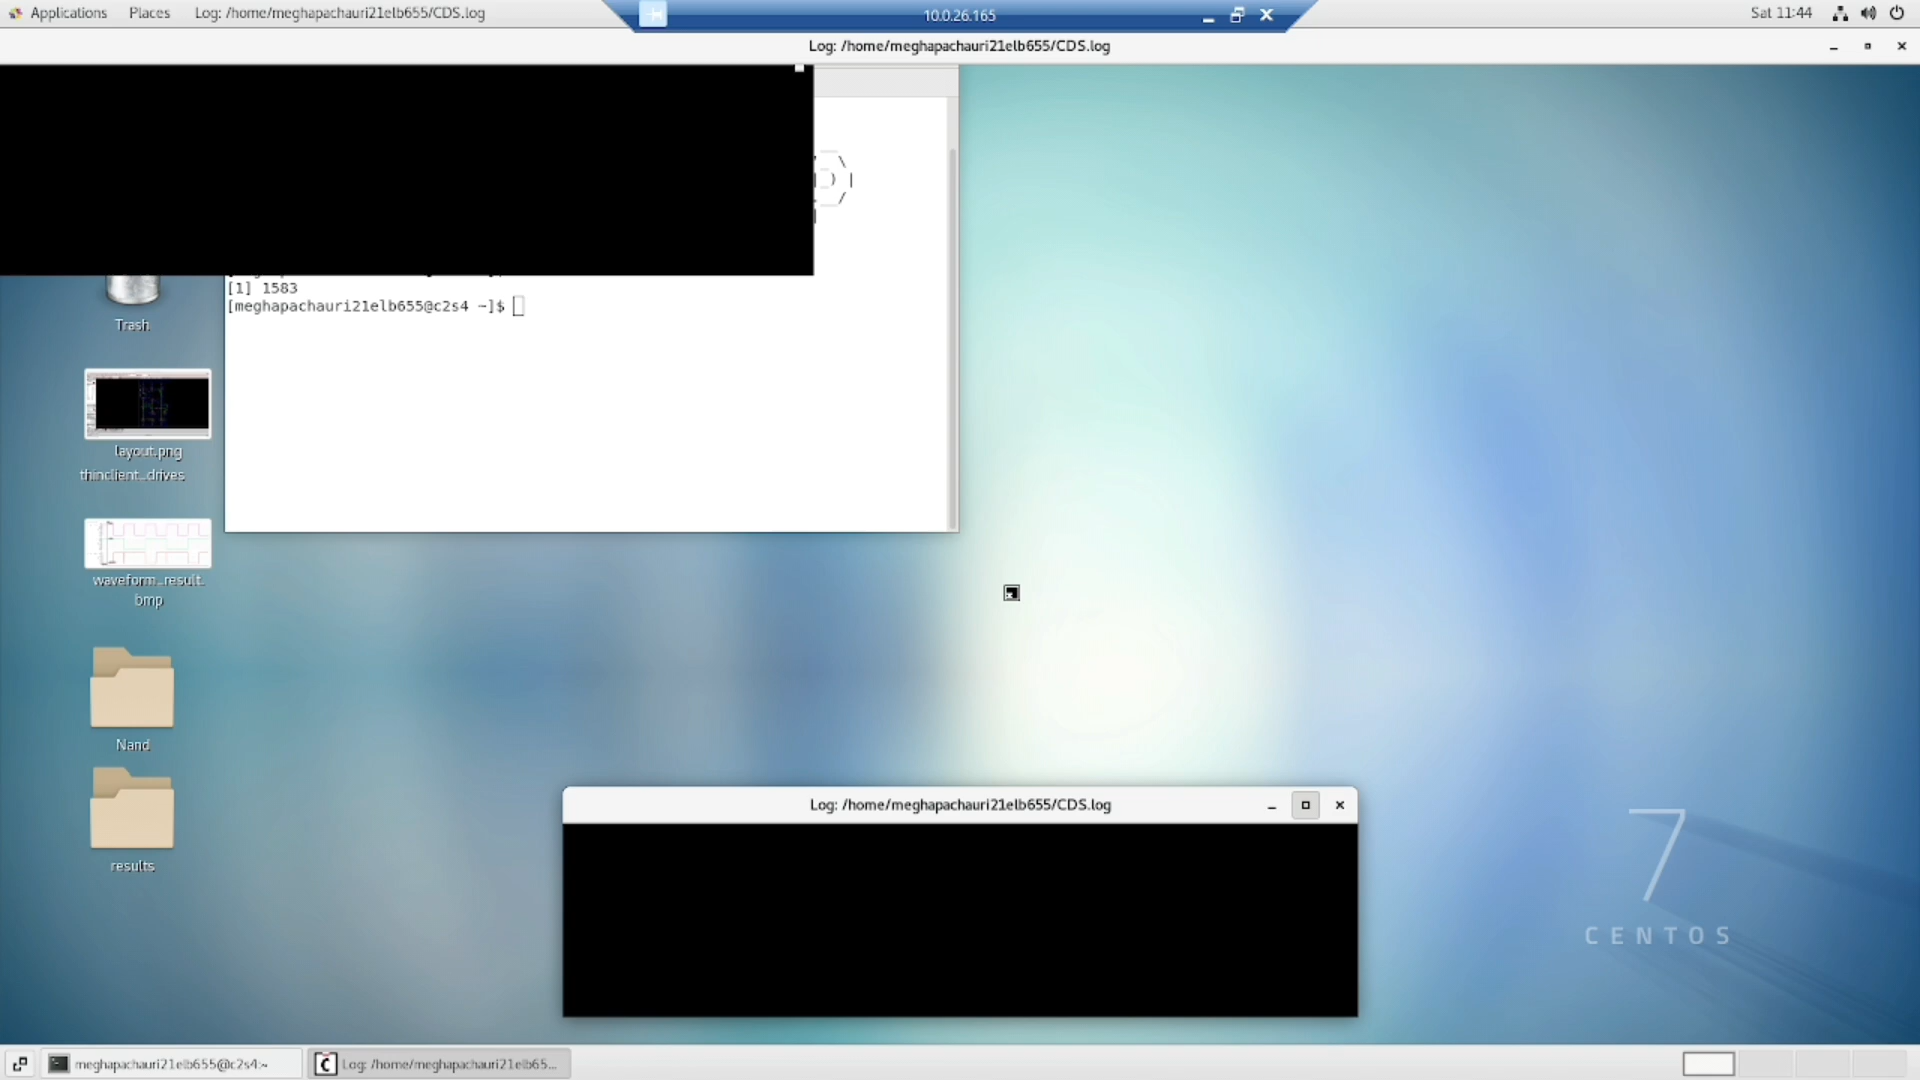 Applications Places Log: /home/meghapachauri21elb655/CDS.log
10.0.26.165
Sat 11:44
Log: /home/meghapachauri21elb655/CDS.log
[1] 1583
[meghapachauri21elb655@c2s4 ~]$
Trash
layout.png
thinclient_drives
waveform_result.
bmp
Nand
results
Log: /home/meghapachauri21elb655/CDS.log
7
CENTOS
meghapachauri21elb655@c2s4:~
Log: /home/meghapachauri21elb65...